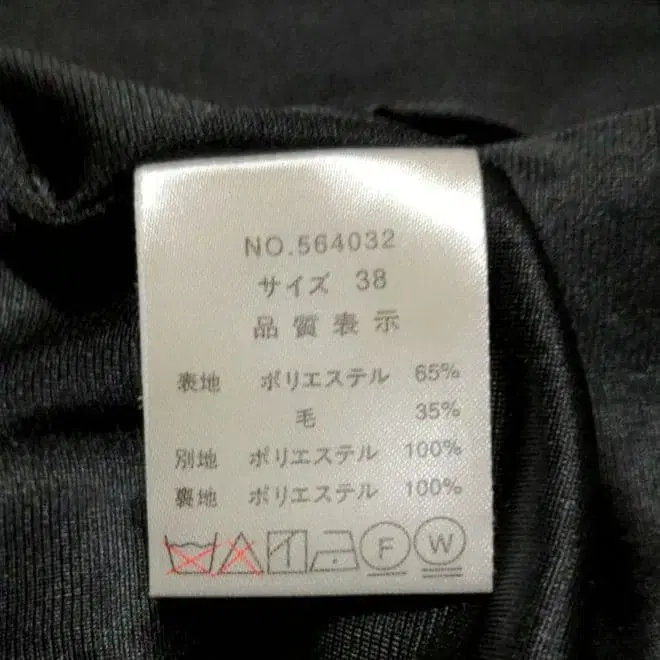 NO.564032
サイズ 38
品質表示
表地 ポリエステル 65%
毛 35%
別地 ポリエステル 100%
裏地 ポリエステル 100%
F W